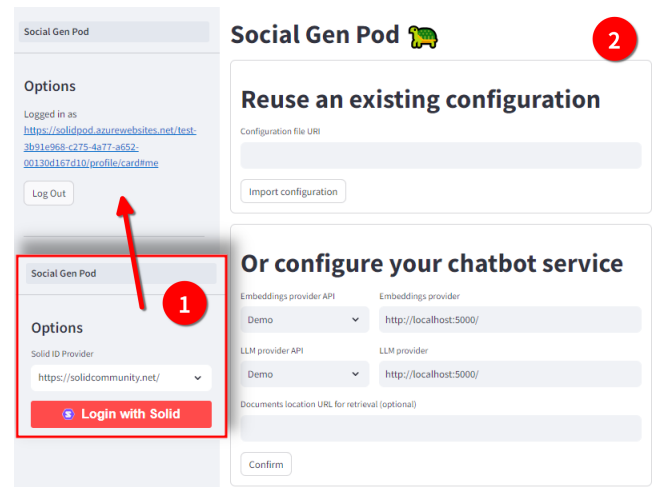 Social Gen Pod
Options
Logged in as
https://solidpod.azurewebsites.net/test-
3b91e968-c275-4a77-a652-
00130d167d10/profile/card#me
Log Out
1
Social Gen Pod
Options
Solid ID Provider
https://solidcommunity.net/
Login with Solid
Social Gen Pod 🐢
2
Reuse an existing configuration
Configuration file URI
Import configuration
Or configure your chatbot service
Embeddings provider API Embeddings provider
Demo http://localhost:5000/
LLM provider API LLM provider
Demo http://localhost:5000/
Documents location URL for retrieval (optional)
Confirm